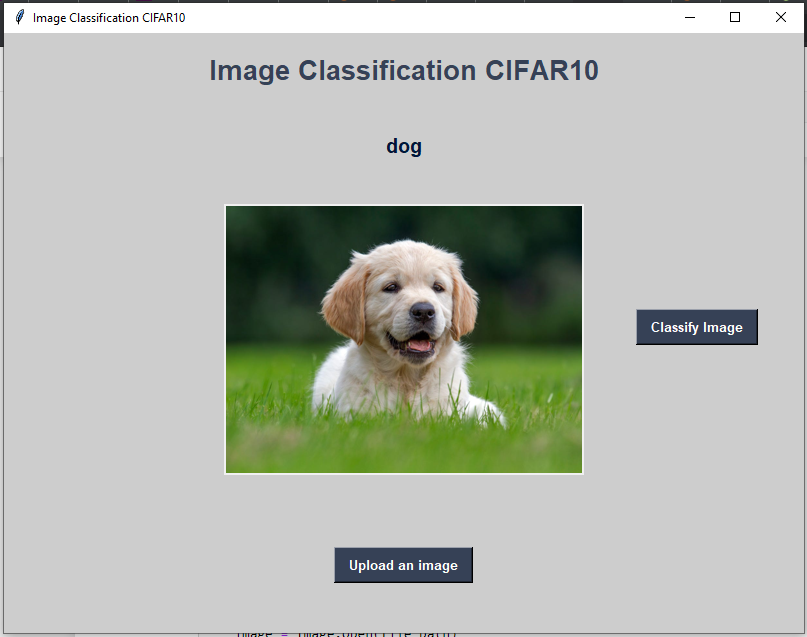 Image Classification CIFAR10
Image Classification CIFAR10
dog
Classify Image
Upload an image